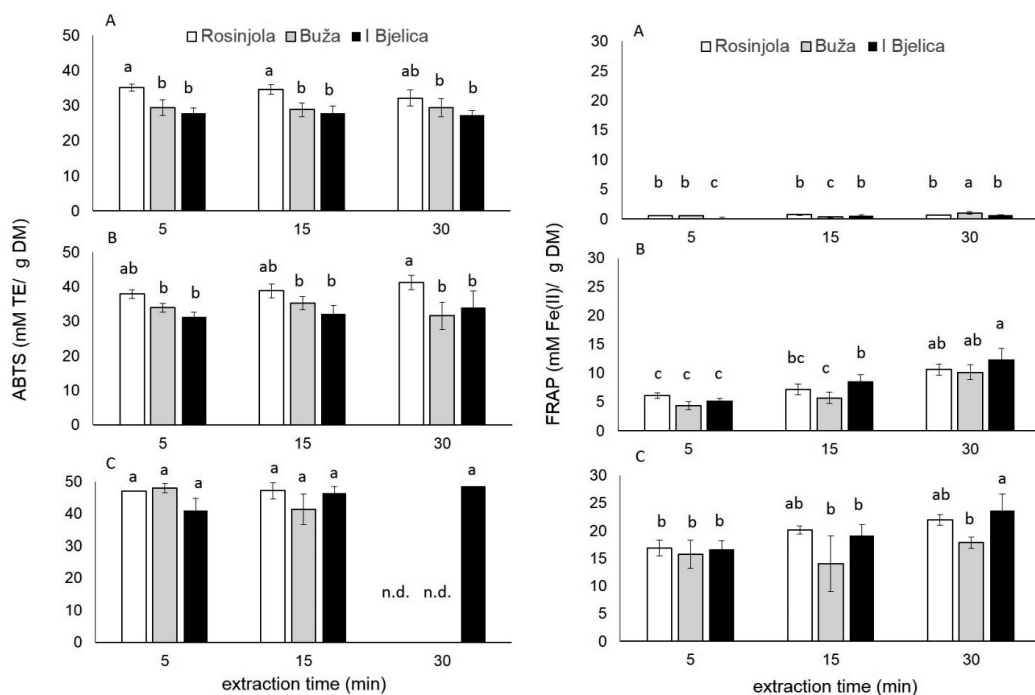 A
50
40
30
20
10
0
Rosinjola Buža I Bjelica
a b b a b b ab b b
5 15 30
B
50
40
30
20
10
0
ab b b ab b b a b b
5 15 30
C
50
40
30
20
10
0
a a a a a a n.d. n.d. a
5 15 30
ABTS (mM TE/ g DM)
extraction time (min)
A
30
25
20
15
10
5
0
Rosinjola Buža I Bjelica
b b c b c b b a b
5 15 30
B
30
25
20
15
10
5
0
c c c bc c b ab ab a
5 15 30
C
30
25
20
15
10
5
0
b b b ab b b ab b a
5 15 30
FRAP (mM Fe(II)/ g DM)
extraction time (min)